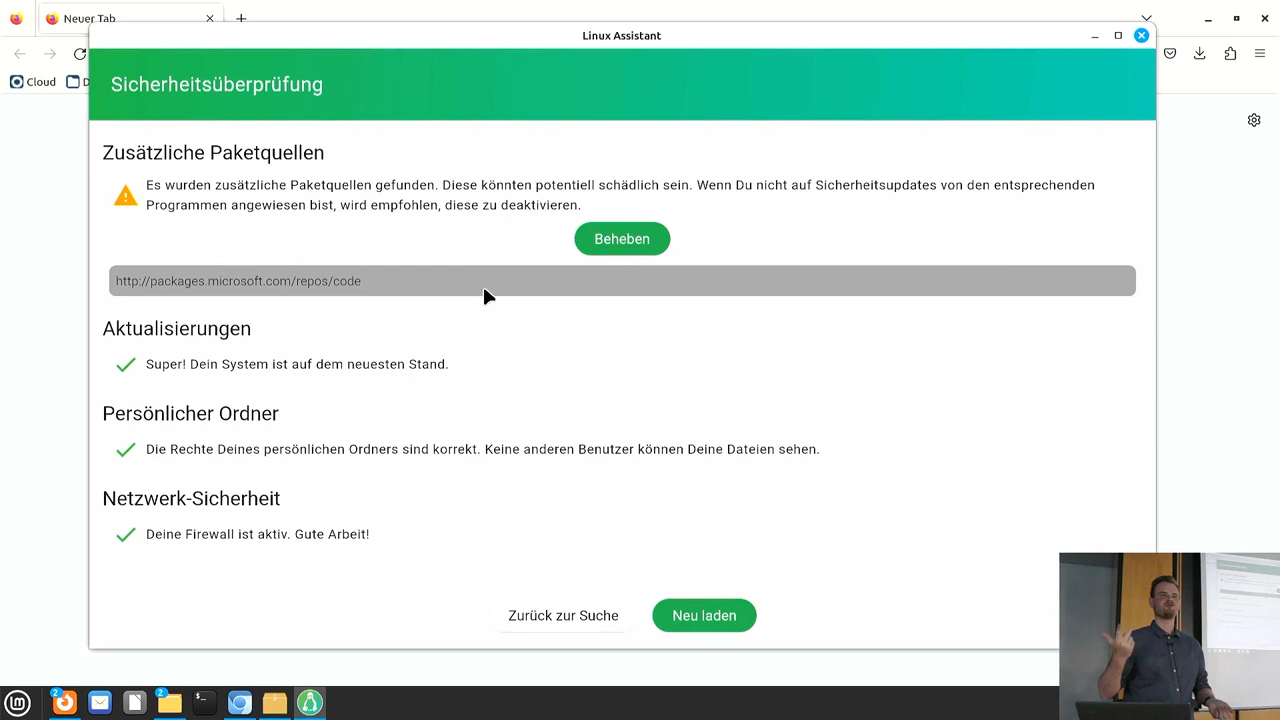 Neuer Tab
Linux Assistant
Cloud
D
Sicherheitsüberprüfung
Zusätzliche Paketquellen
Es wurden zusätzliche Paketquellen gefunden. Diese könnten potentiell schädlich sein. Wenn Du nicht auf Sicherheitsupdates von den entsprechenden
Programmen angewiesen bist, wird empfohlen, diese zu deaktivieren.
Beheben
http://packages.microsoft.com/repos/code
Aktualisierungen
Super! Dein System ist auf dem neuesten Stand.
Persönlicher Ordner
Die Rechte Deines persönlichen Ordners sind korrekt. Keine anderen Benutzer können Deine Dateien sehen.
Netzwerk-Sicherheit
Deine Firewall ist aktiv. Gute Arbeit!
Zurück zur Suche
Neu laden
2
2